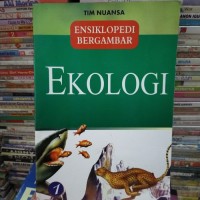 TIM NUANSA
ENSIKLOPEDI
BERGAMBAR
EKOLOGI
1